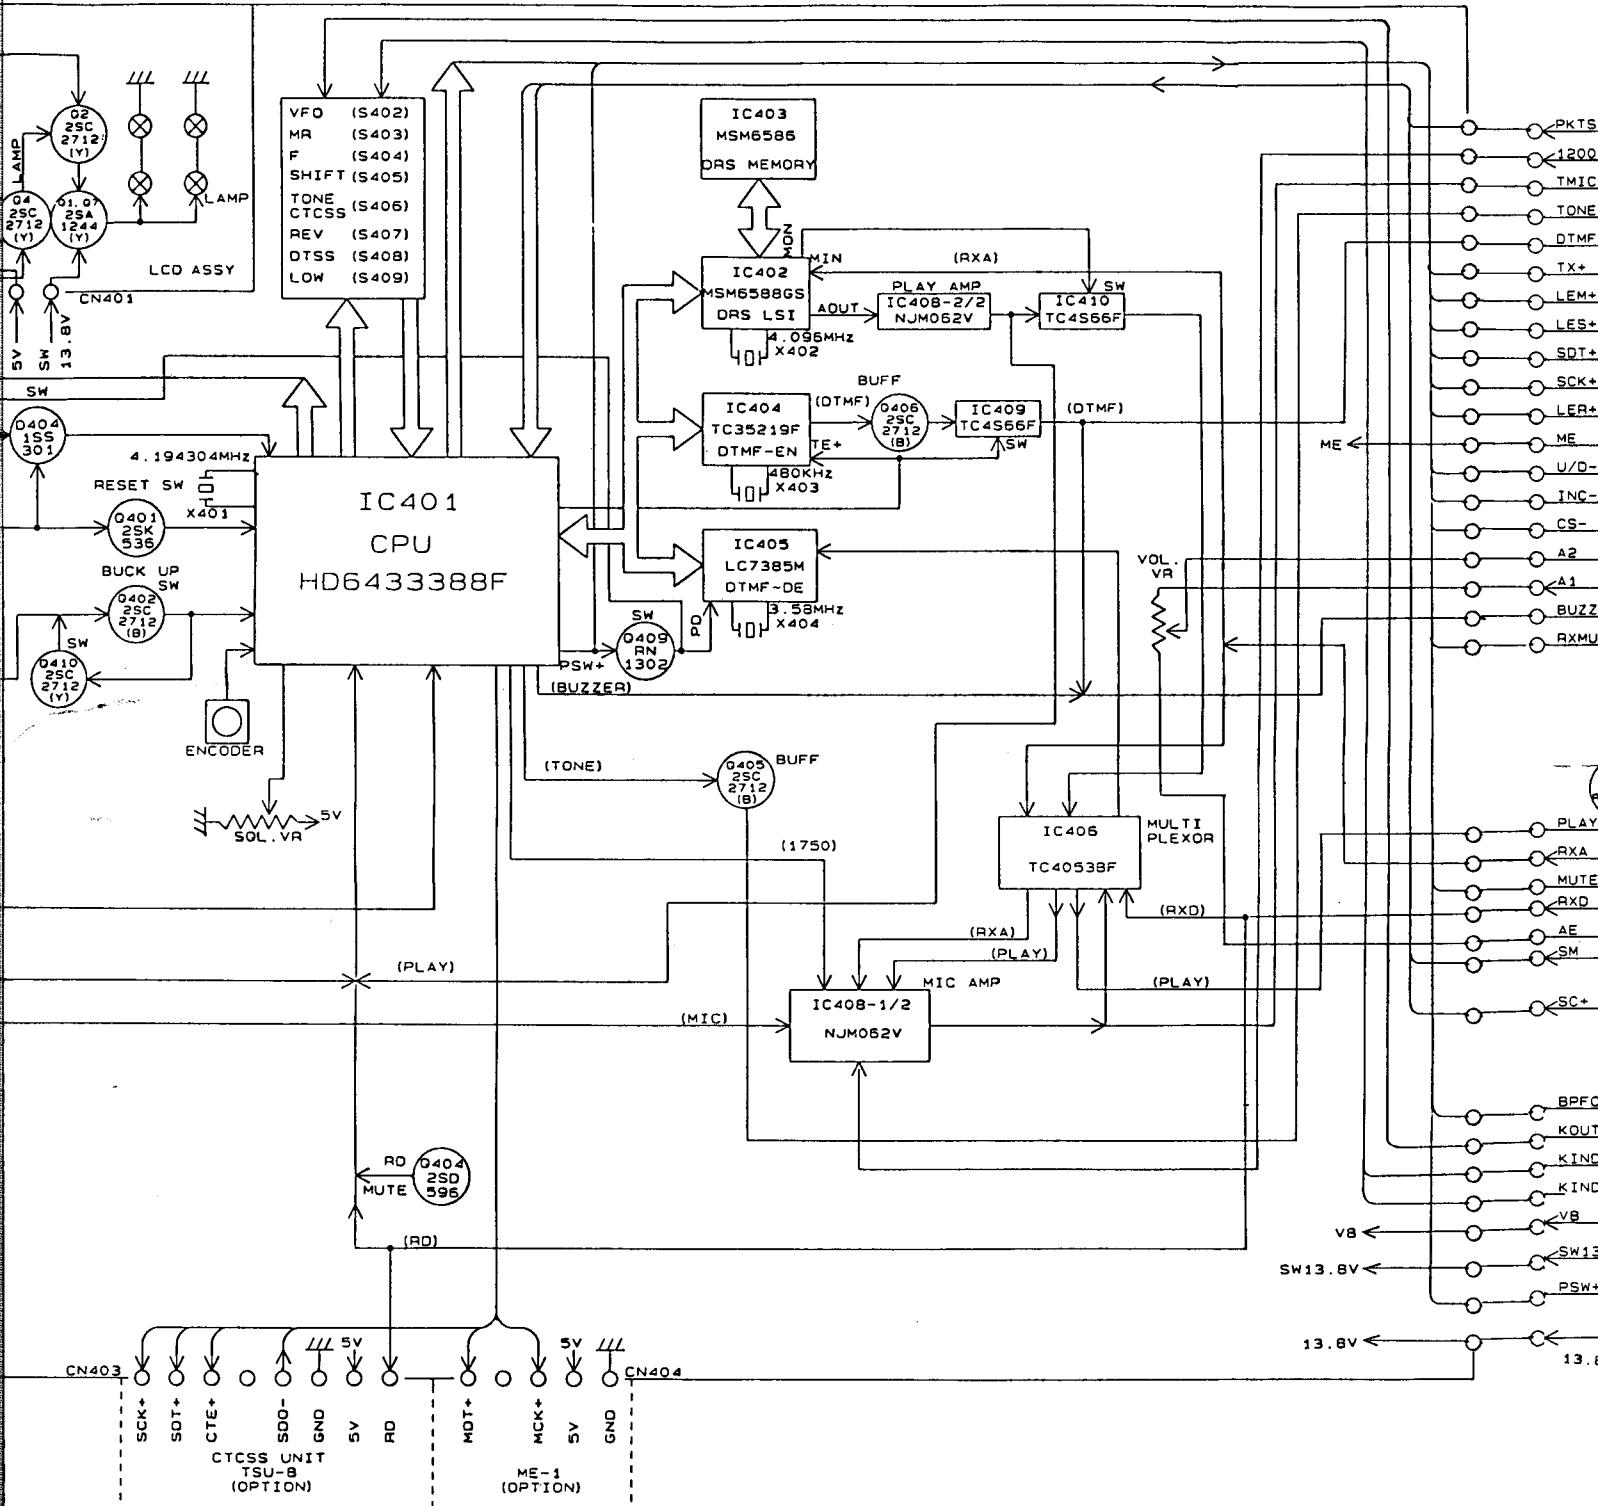 Q2
2SC
2712
(Y)
LAMP
Q4
2SC
2712
(Y)
Q1,Q7
2SA
1244
(Y)
LAMP
LCD ASSY
CN401
5V
SW
13.8V
VFO (S402)
MR (S403)
F (S404)
SHIFT (S405)
TONE
CTCSS (S406)
REV (S407)
DTSS (S408)
LOW (S409)
IC403
MSM6586
DRS MEMORY
MON
MIN
(RXA)
IC402
MSM6588GS
DRS LSI
AOUT
4.096MHz
X402
PLAY AMP
IC408-2/2
NJM062V
SW
IC410
TC4S66F
SW
D404
1SS
301
4.194304MHz
X401
RESET SW
Q401
2SK
536
BUCK UP
SW
Q402
2SC
2712
(B)
SW
Q410
2SC
2712
(Y)
ENCODER
SQL.VR
5V
IC401
CPU
HD6433388F
IC404
TC35219F
DTMF-EN
480KHz
X403
BUFF
(DTMF)
Q406
2SC
2712
(B)
IC409
TC4S66F
SW
(DTMF)
TE+
IC405
LC7385M
DTMF-DE
3.58MHz
X404
PD
SW
Q409
RN
1302
PSW+
(BUZZER)
VOL.
VR
(TONE)
Q405
2SC
2712
(B)
BUFF
(1750)
IC406
TC4053BF
MULTI
PLEXOR
(RXD)
(RXA)
(PLAY)
(PLAY)
(PLAY)
MIC AMP
(MIC)
IC408-1/2
NJM062V
RD
MUTE
Q404
2SD
596
(RD)
PKTS
1200
TMIC
TONE
DTMF
TX+
LEM+
LES+
SDT+
SCK+
LER+
ME
ME
U/D-
INC-
CS-
A2
A1
BUZZ
RXMU
PLAY
RXA
MUTE
RXD
AE
SM
SC+
BPFC
KOUT
KIND
KIND
V8
V8
SW13.8V
SW13
PSW+
13.8V
13.8
CN403
SCK+
SDT+
CTE+
SDO-
GND
5V
5V
RD
CTCSS UNIT
TSU-8
(OPTION)
MDT+
MCK+
5V
5V
GND
CN404
ME-1
(OPTION)